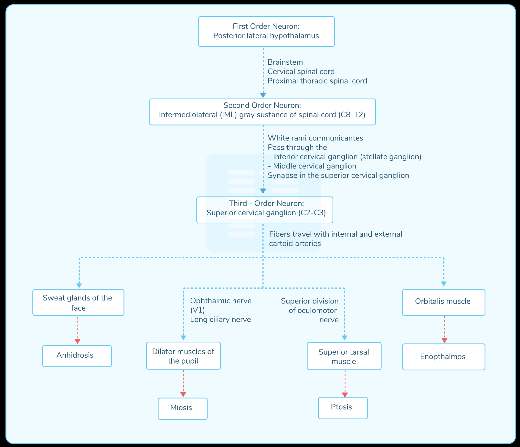 First Order Neuron:
Posterior lateral hypothalamus
Brainstem
Cervical spinal cord
Proximal thoracic spinal cord
Second Order Neuron:
Intermediolateral (IML) gray sustance of spinal cord (C8-T2)
White rami communicantes
Pass through the
- Inferior cervical ganglion (stellate ganglion)
- Middle cervical ganglion
Synapse in the superior cervical ganglion
Third - Order Neuron:
Superior cervical ganglion (C2-C3)
Fibers travel with internal and external
carotid arteries
Sweat glands of the
face
Anhidrosis
Ophthalmic nerve
(V1)
Long ciliary nerve
Dilator muscles of
the pupil
Miosis
Superior division
of oculomotor
nerve
Superior tarsal
muscle
Ptosis
Orbitalis muscle
Enopthalmos